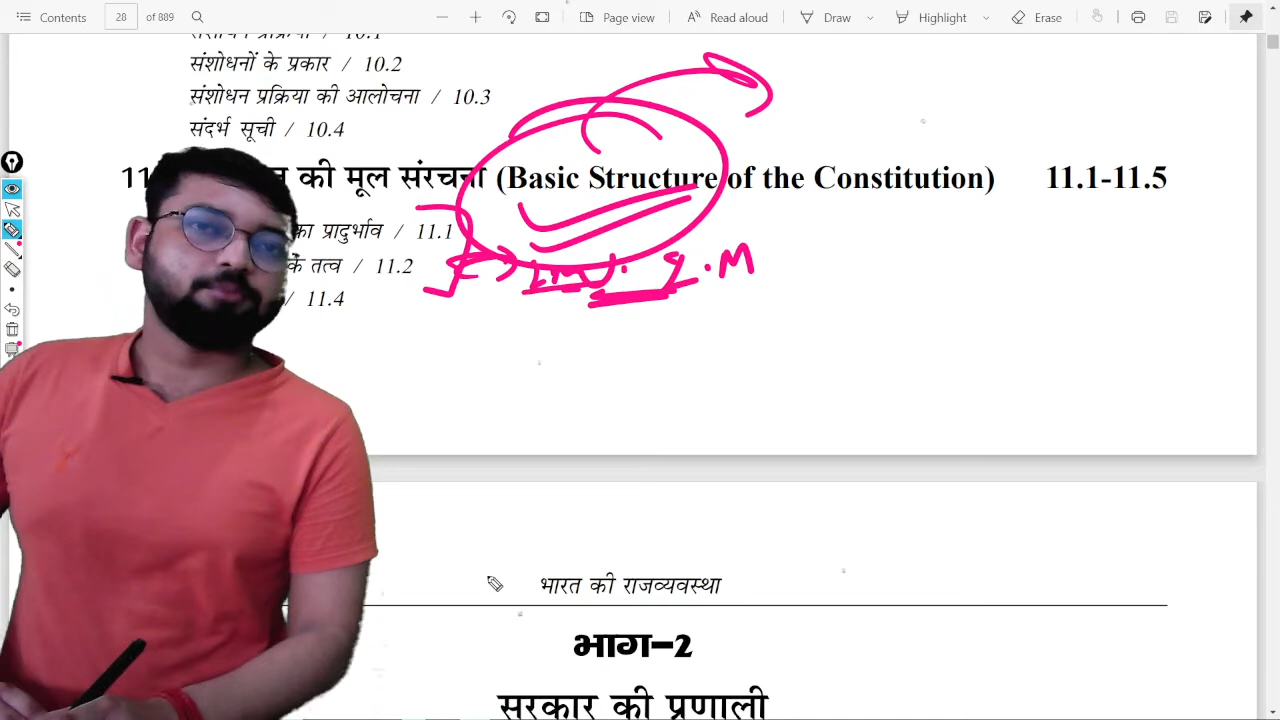 Contents 28 of 889 Page view Read aloud Draw Highlight Erase
संशोधनों के प्रकार / 10.2
संशोधन प्रक्रिया की आलोचना / 10.3
संदर्भ सूची / 10.4
11 की मूल संरचना (Basic Structure of the Constitution) 11.1-11.5
का प्रादुर्भाव / 11.1
के तत्व / 11.2
/ 11.4
भारत की राजव्यवस्था
भाग-2
सरकार की प्रणाली